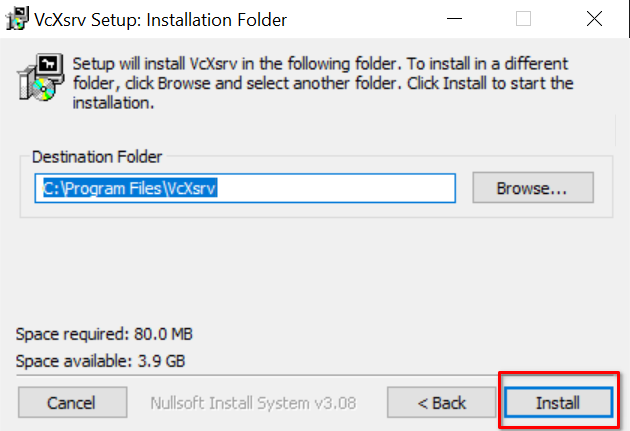 VcXsrv Setup: Installation Folder
Setup will install VcXsrv in the following folder. To install in a different
folder, click Browse and select another folder. Click Install to start the
installation.
Destination Folder
C:\Program Files\VcXsrv
Browse...
Space required: 80.0 MB
Space available: 3.9 GB
Cancel
Nullsoft Install System v3.08
< Back
Install